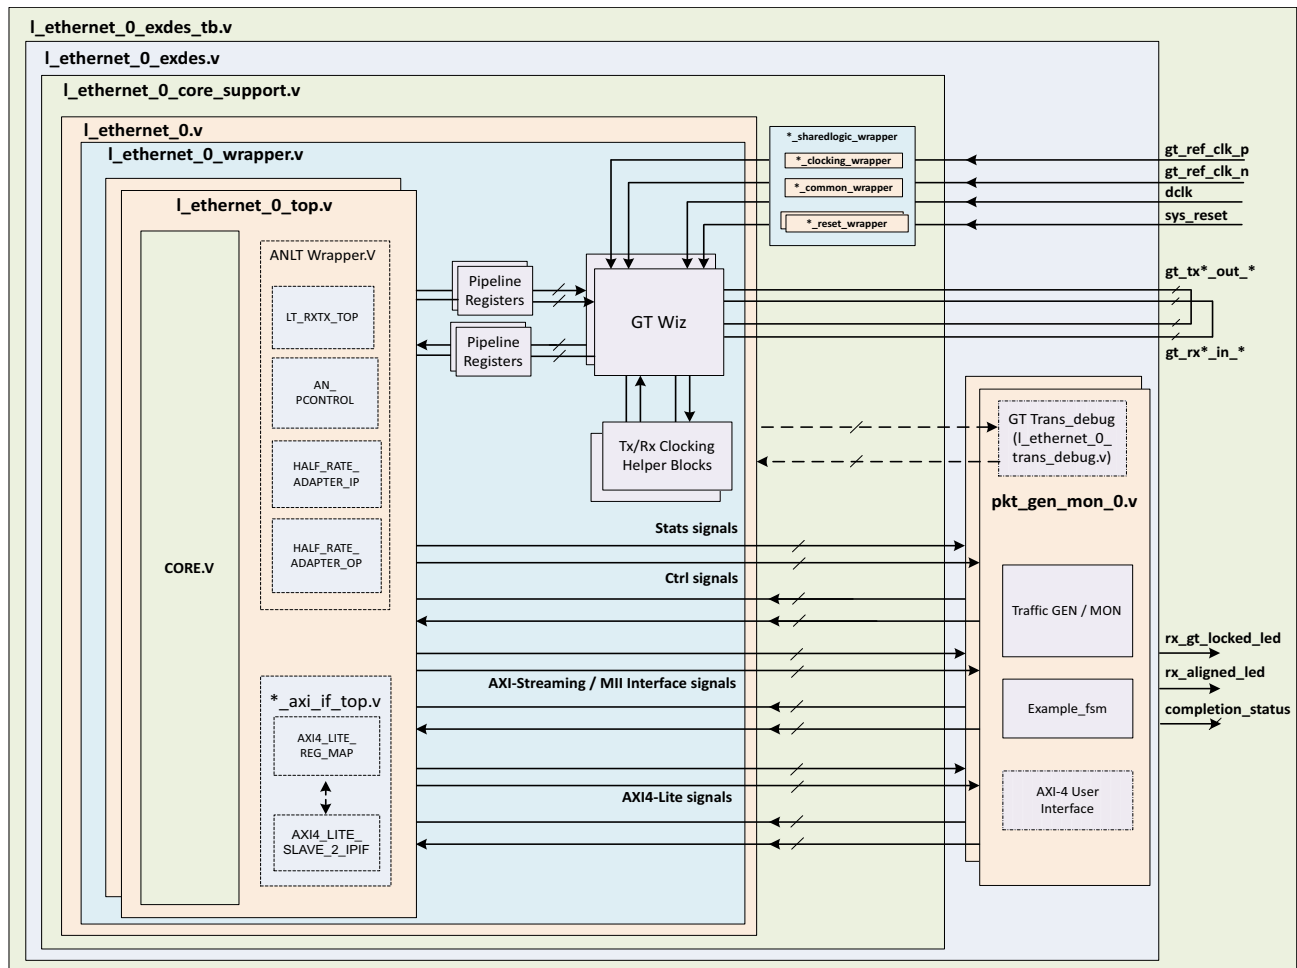 l_ethernet_0_exdes_tb.v
l_ethernet_0_exdes.v
l_ethernet_0_core_support.v
l_ethernet_0.v
l_ethernet_0_wrapper.v
l_ethernet_0_top.v
CORE.V
ANLT Wrapper.V
LT_RXTX_TOP
AN_
PCONTROL
HALF_RATE_
ADAPTER_IP
HALF_RATE_
ADAPTER_OP
*_axi_if_top.v
AXI4_LITE_
REG_MAP
AXI4_LITE_
SLAVE_2_IPIF
Pipeline
Registers
Pipeline
Registers
GT Wiz
Tx/Rx Clocking
Helper Blocks
*_sharedlogic_wrapper
*_clocking_wrapper
*_common_wrapper
*_reset_wrapper
gt_ref_clk_p
gt_ref_clk_n
dclk
sys_reset
gt_tx*_out_*
gt_rx*_in_*
Stats signals
Ctrl signals
AXI-Streaming / MII Interface signals
AXI4-Lite signals
GT Trans_debug
(l_ethernet_0_
trans_debug.v)
pkt_gen_mon_0.v
Traffic GEN / MON
Example_fsm
AXI-4 User
Interface
rx_gt_locked_led
rx_aligned_led
completion_status